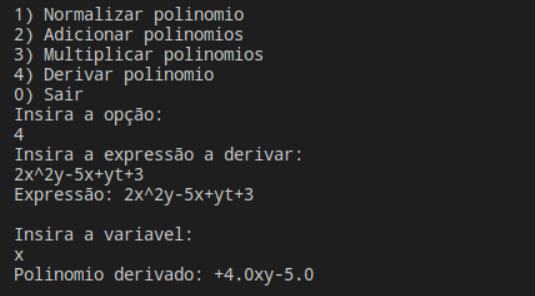 1) Normalizar polinomio
2) Adicionar polinomios
3) Multiplicar polinomios
4) Derivar polinomio
0) Sair
Insira a opção:
4
Insira a expressão a derivar:
2x^2y-5x+yt+3
Expressão: 2x^2y-5x+yt+3
Insira a variavel:
x
Polinomio derivado: +4.0xy-5.0